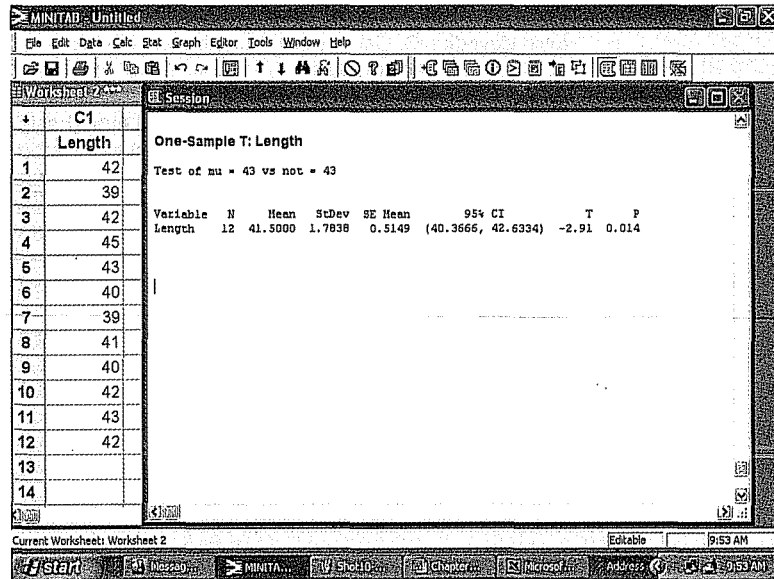 MINITAB - Untitled
File Edit Data Calc Stat Graph Editor Tools Window Help
Worksheet 2 ***
Session
C1
Length
1 42
2 39
3 42
4 45
5 43
6 40
7 39
8 41
9 40
10 42
11 43
12 42
13
14
One-Sample T: Length
Test of mu = 43 vs not = 43
Variable N Mean StDev SE Mean 95% CI T P
Length 12 41.5000 1.7838 0.5149 (40.3666, 42.6334) -2.91 0.014
Current Worksheet: Worksheet 2
Editable
9:53 AM
start
MINITA...
Shot10-...
Chapter...
Microsof...
Address
9:53 AM